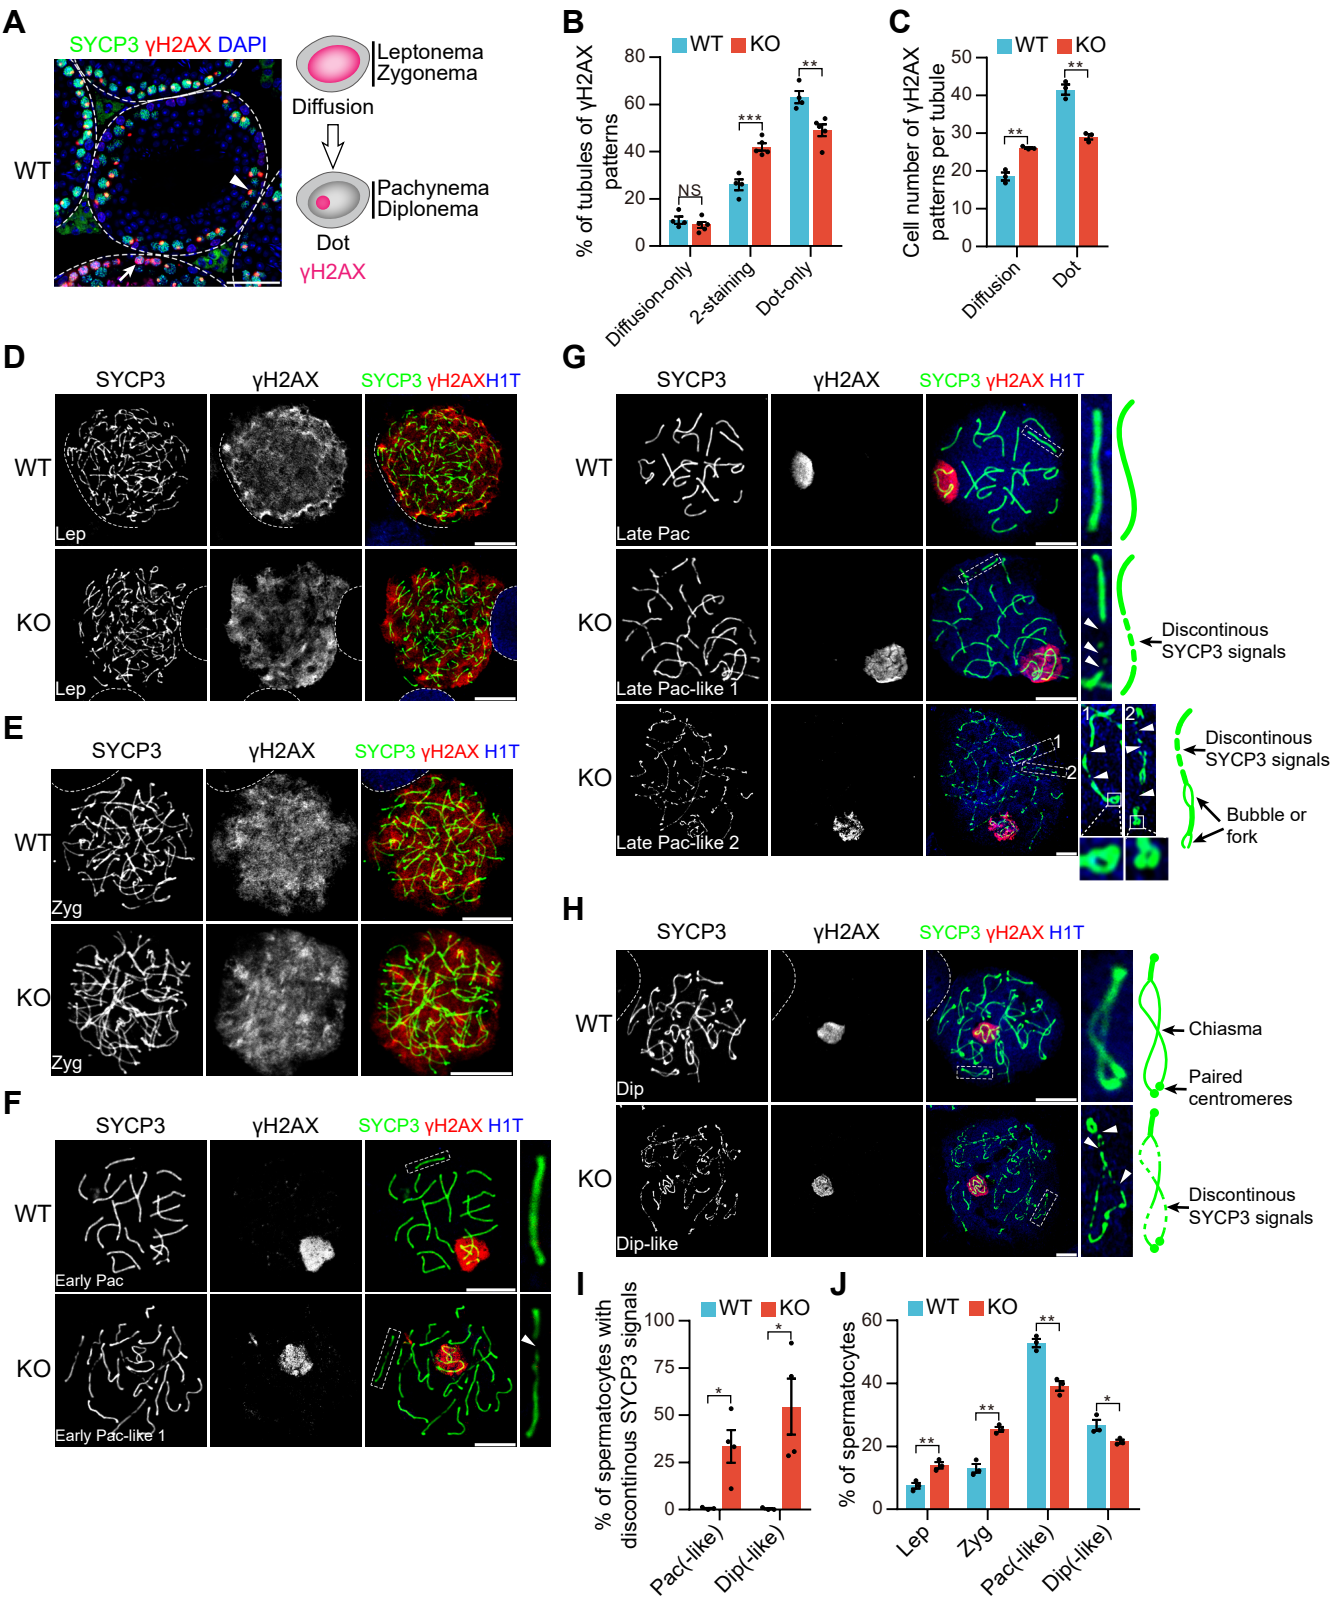 A
SYCP3 γH2AX DAPI
WT
Leptonema
Zygonema
Diffusion
Pachynema
Diplonema
Dot
γH2AX
B
WT KO
% of tubules of γH2AX
patterns
80
60
40
20
0
NS
***
**
Diffusion-only
2-staining
Dot-only
C
WT KO
Cell number of γH2AX
patterns per tubule
50
40
30
20
10
0
**
**
Diffusion
Dot
D
SYCP3 γH2AX SYCP3 γH2AX H1T
WT
Lep
KO
Lep
E
SYCP3 γH2AX SYCP3 γH2AX H1T
WT
Zyg
KO
Zyg
F
SYCP3 γH2AX SYCP3 γH2AX H1T
WT
Early Pac
KO
Early Pac-like 1
G
SYCP3 γH2AX SYCP3 γH2AX H1T
WT
Late Pac
KO
Late Pac-like 1
Discontinous
SYCP3 signals
KO
Late Pac-like 2
1
2
1
2
Discontinous
SYCP3 signals
Bubble or
fork
H
SYCP3 γH2AX SYCP3 γH2AX H1T
WT
Dip
Chiasma
Paired
centromeres
KO
Dip-like
Discontinous
SYCP3 signals
I
WT KO
% of spermatocytes with
discontinous SYCP3 signals
100
75
50
25
0
*
*
Pac(-like)
Dip(-like)
J
WT KO
% of spermatocytes
60
40
20
0
**
**
**
*
Lep
Zyg
Pac(-like)
Dip(-like)